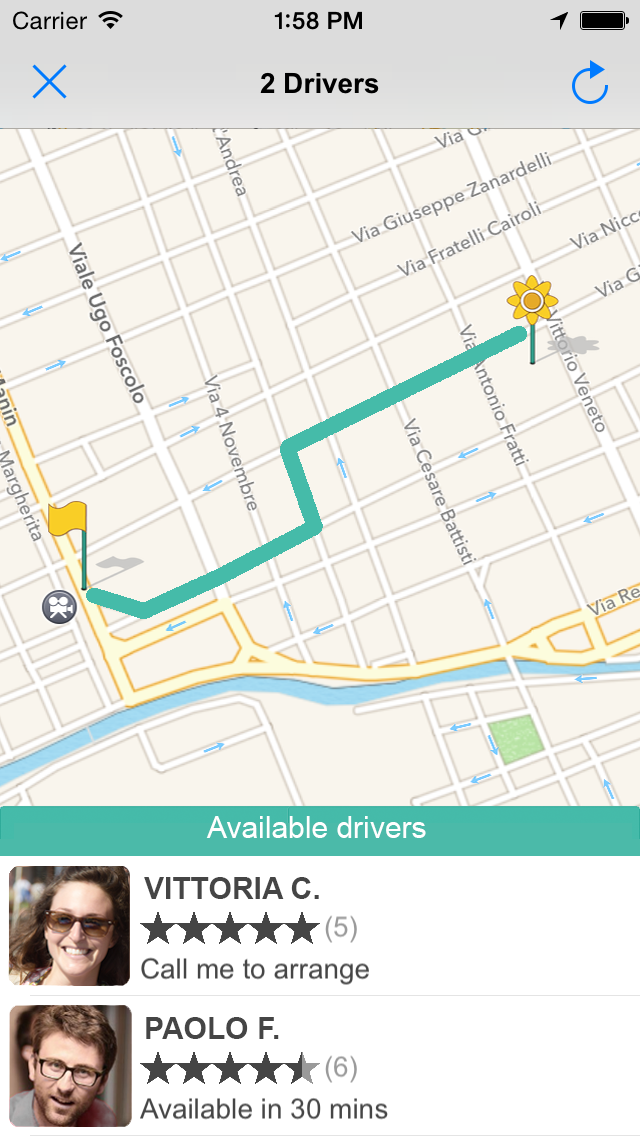 Carrier 1:58 PM
2 Drivers
Via G
Via Giuseppe Zanardelli
Via Fratelli Cairoli
Via Nicc
Via G
'Andrea
Viale Ugo Foscolo
Vittorio Veneto
Via Antonio Fratti
Via 4 Novembre
Via Cesare Battisti
Manin
Margherita
Via Re
Available drivers
VITTORIA C.
(5)
Call me to arrange
PAOLO F.
(6)
Available in 30 mins